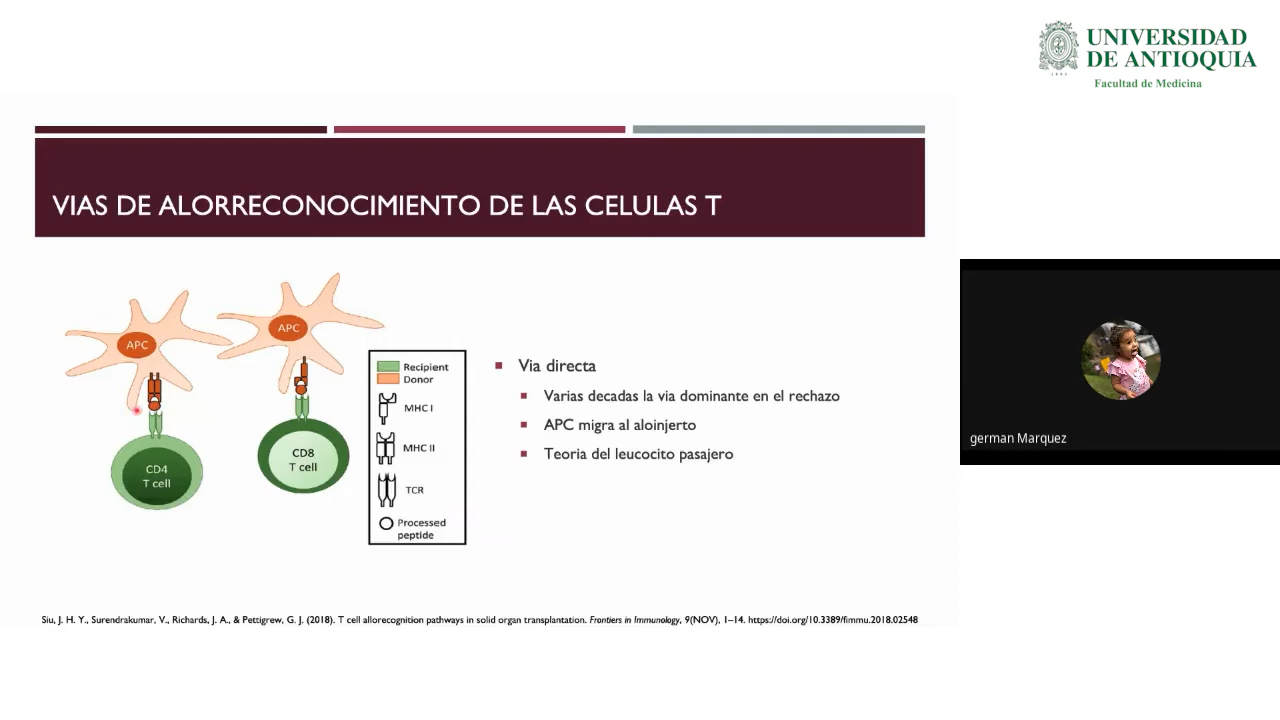 UNIVERSIDAD
DE ANTIOQUIA
1803
Facultad de Medicina
VIAS DE ALORRECONOCIMIENTO DE LAS CELULAS T
APC
APC
CD4
T cell
CD8
T cell
Recipient
Donor
MHC I
MHC II
TCR
Processed
peptide
Via directa
Varias decadas la via dominante en el rechazo
APC migra al aloinjerto
Teoria del leucocito pasajero
german Marquez
Siu, J. H. Y., Surendrakumar, V., Richards, J. A., & Pettigrew, G. J. (2018). T cell allorecognition pathways in solid organ transplantation. Frontiers in Immunology, 9(NOV), 1–14. https://doi.org/10.3389/fimmu.2018.02548